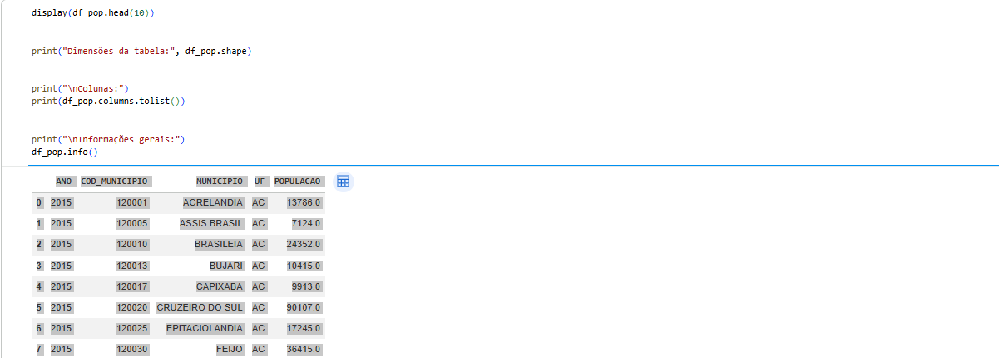 display(df_pop.head(10))
print("Dimensões da tabela:", df_pop.shape)
print("\nColunas:")
print(df_pop.columns.tolist())
print("\nInformações gerais:")
df_pop.info()
ANO COD_MUNICIPIO MUNICIPIO UF POPULACAO
0 2015 120001 ACRELANDIA AC 13786.0
1 2015 120005 ASSIS BRASIL AC 7124.0
2 2015 120010 BRASILEIA AC 24352.0
3 2015 120013 BUJARI AC 10415.0
4 2015 120017 CAPIXABA AC 9913.0
5 2015 120020 CRUZEIRO DO SUL AC 90107.0
6 2015 120025 EPITACIOLANDIA AC 17245.0
7 2015 120030 FEIJO AC 36415.0